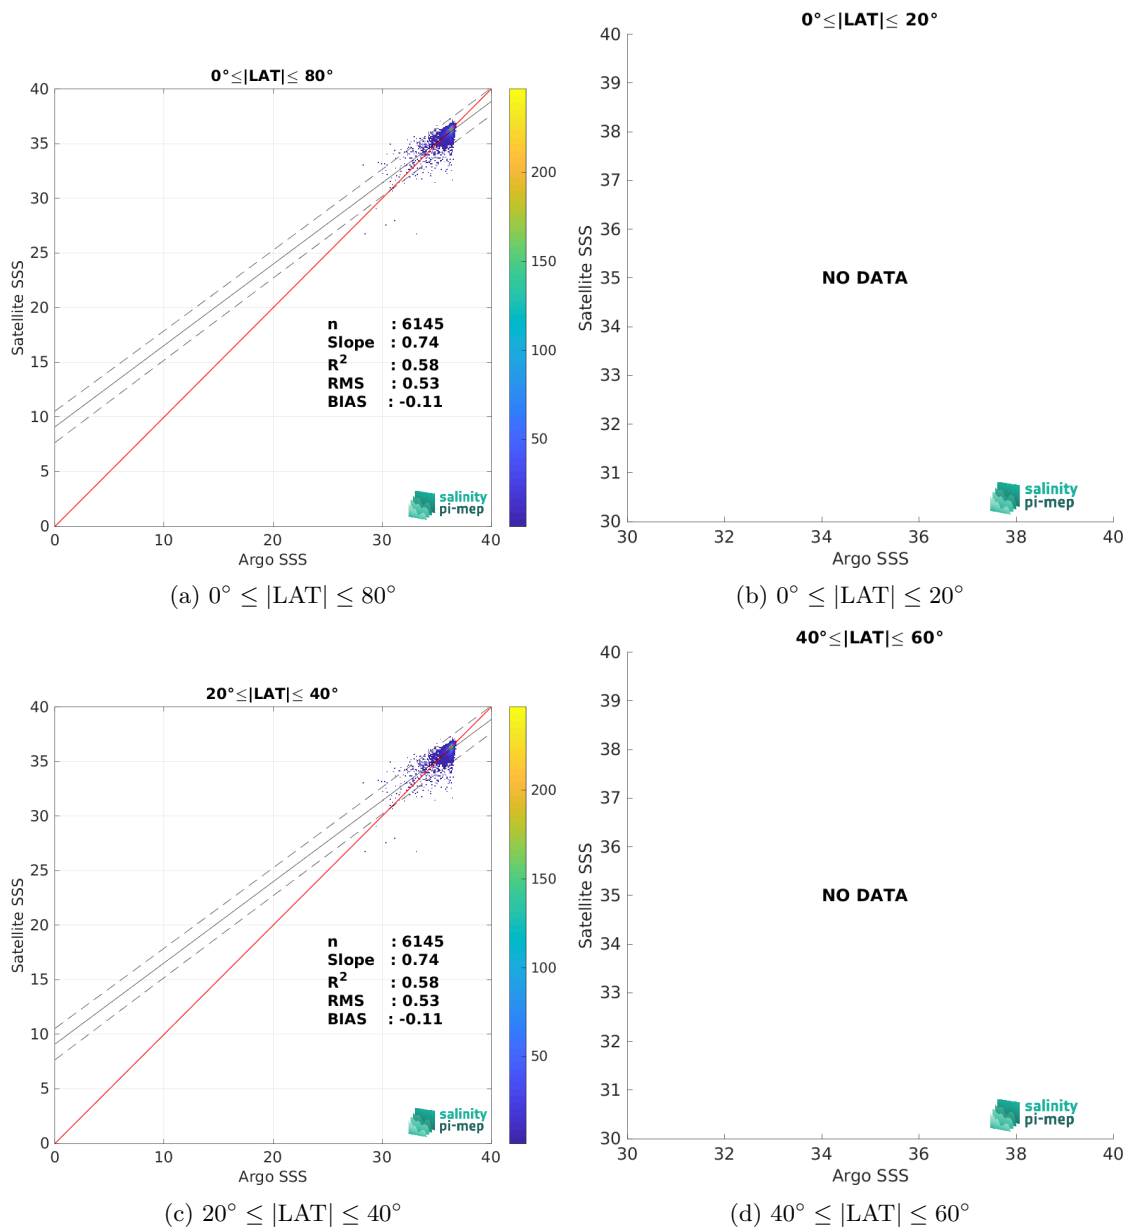 0°≤|LAT|≤ 80°
40
35
30
25
20
15
10
5
0
0
10
20
30
40
200
150
100
50
Satellite SSS
Argo SSS
n : 6145
Slope : 0.74
R² : 0.58
RMS : 0.53
BIAS : -0.11
salinity
pi-mep
(a) 0° ≤ |LAT| ≤ 80°
0°≤|LAT|≤ 20°
40
39
38
37
36
35
34
33
32
31
30
30
32
34
36
38
40
Satellite SSS
Argo SSS
NO DATA
salinity
pi-mep
(b) 0° ≤ |LAT| ≤ 20°
20°≤|LAT|≤ 40°
40
35
30
25
20
15
10
5
0
0
10
20
30
40
200
150
100
50
Satellite SSS
Argo SSS
n : 6145
Slope : 0.74
R² : 0.58
RMS : 0.53
BIAS : -0.11
salinity
pi-mep
(c) 20° ≤ |LAT| ≤ 40°
40°≤|LAT|≤ 60°
40
39
38
37
36
35
34
33
32
31
30
30
32
34
36
38
40
Satellite SSS
Argo SSS
NO DATA
salinity
pi-mep
(d) 40° ≤ |LAT| ≤ 60°